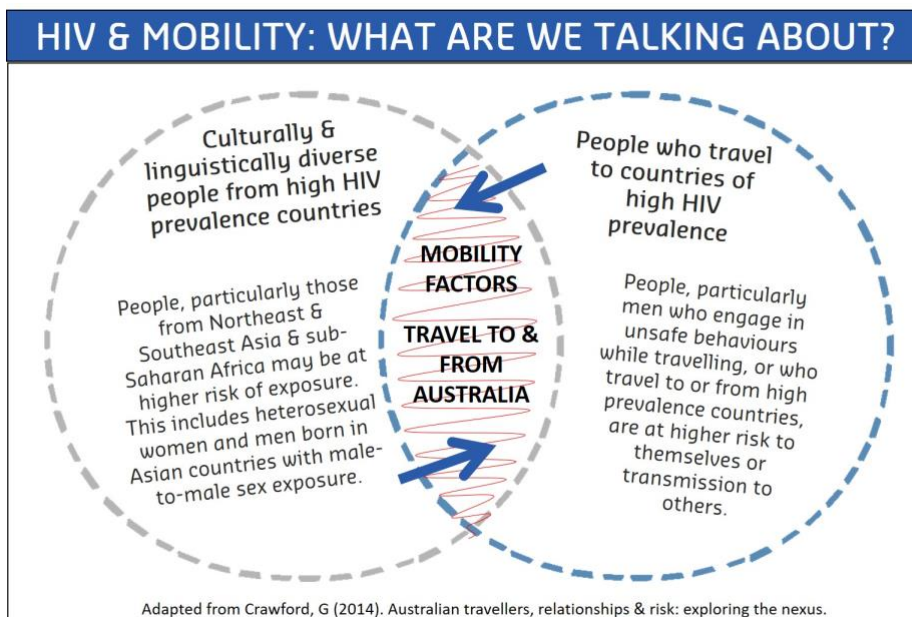 HIV & MOBILITY: WHAT ARE WE TALKING ABOUT?
Culturally &
linguistically diverse
people from high HIV
prevalence countries
People, particularly those
from Northeast &
Southeast Asia & sub-
Saharan Africa may be at
higher risk of exposure.
This includes heterosexual
women and men born in
Asian countries with male-
to-male sex exposure.
MOBILITY
FACTORS
TRAVEL TO &
FROM
AUSTRALIA
People who travel
to countries of
high HIV
prevalence
People, particularly
men who engage in
unsafe behaviours
while travelling, or who
travel to or from high
prevalence countries,
are at higher risk to
themselves or
transmission to
others.
Adapted from Crawford, G (2014). Australian travellers, relationships & risk: exploring the nexus.